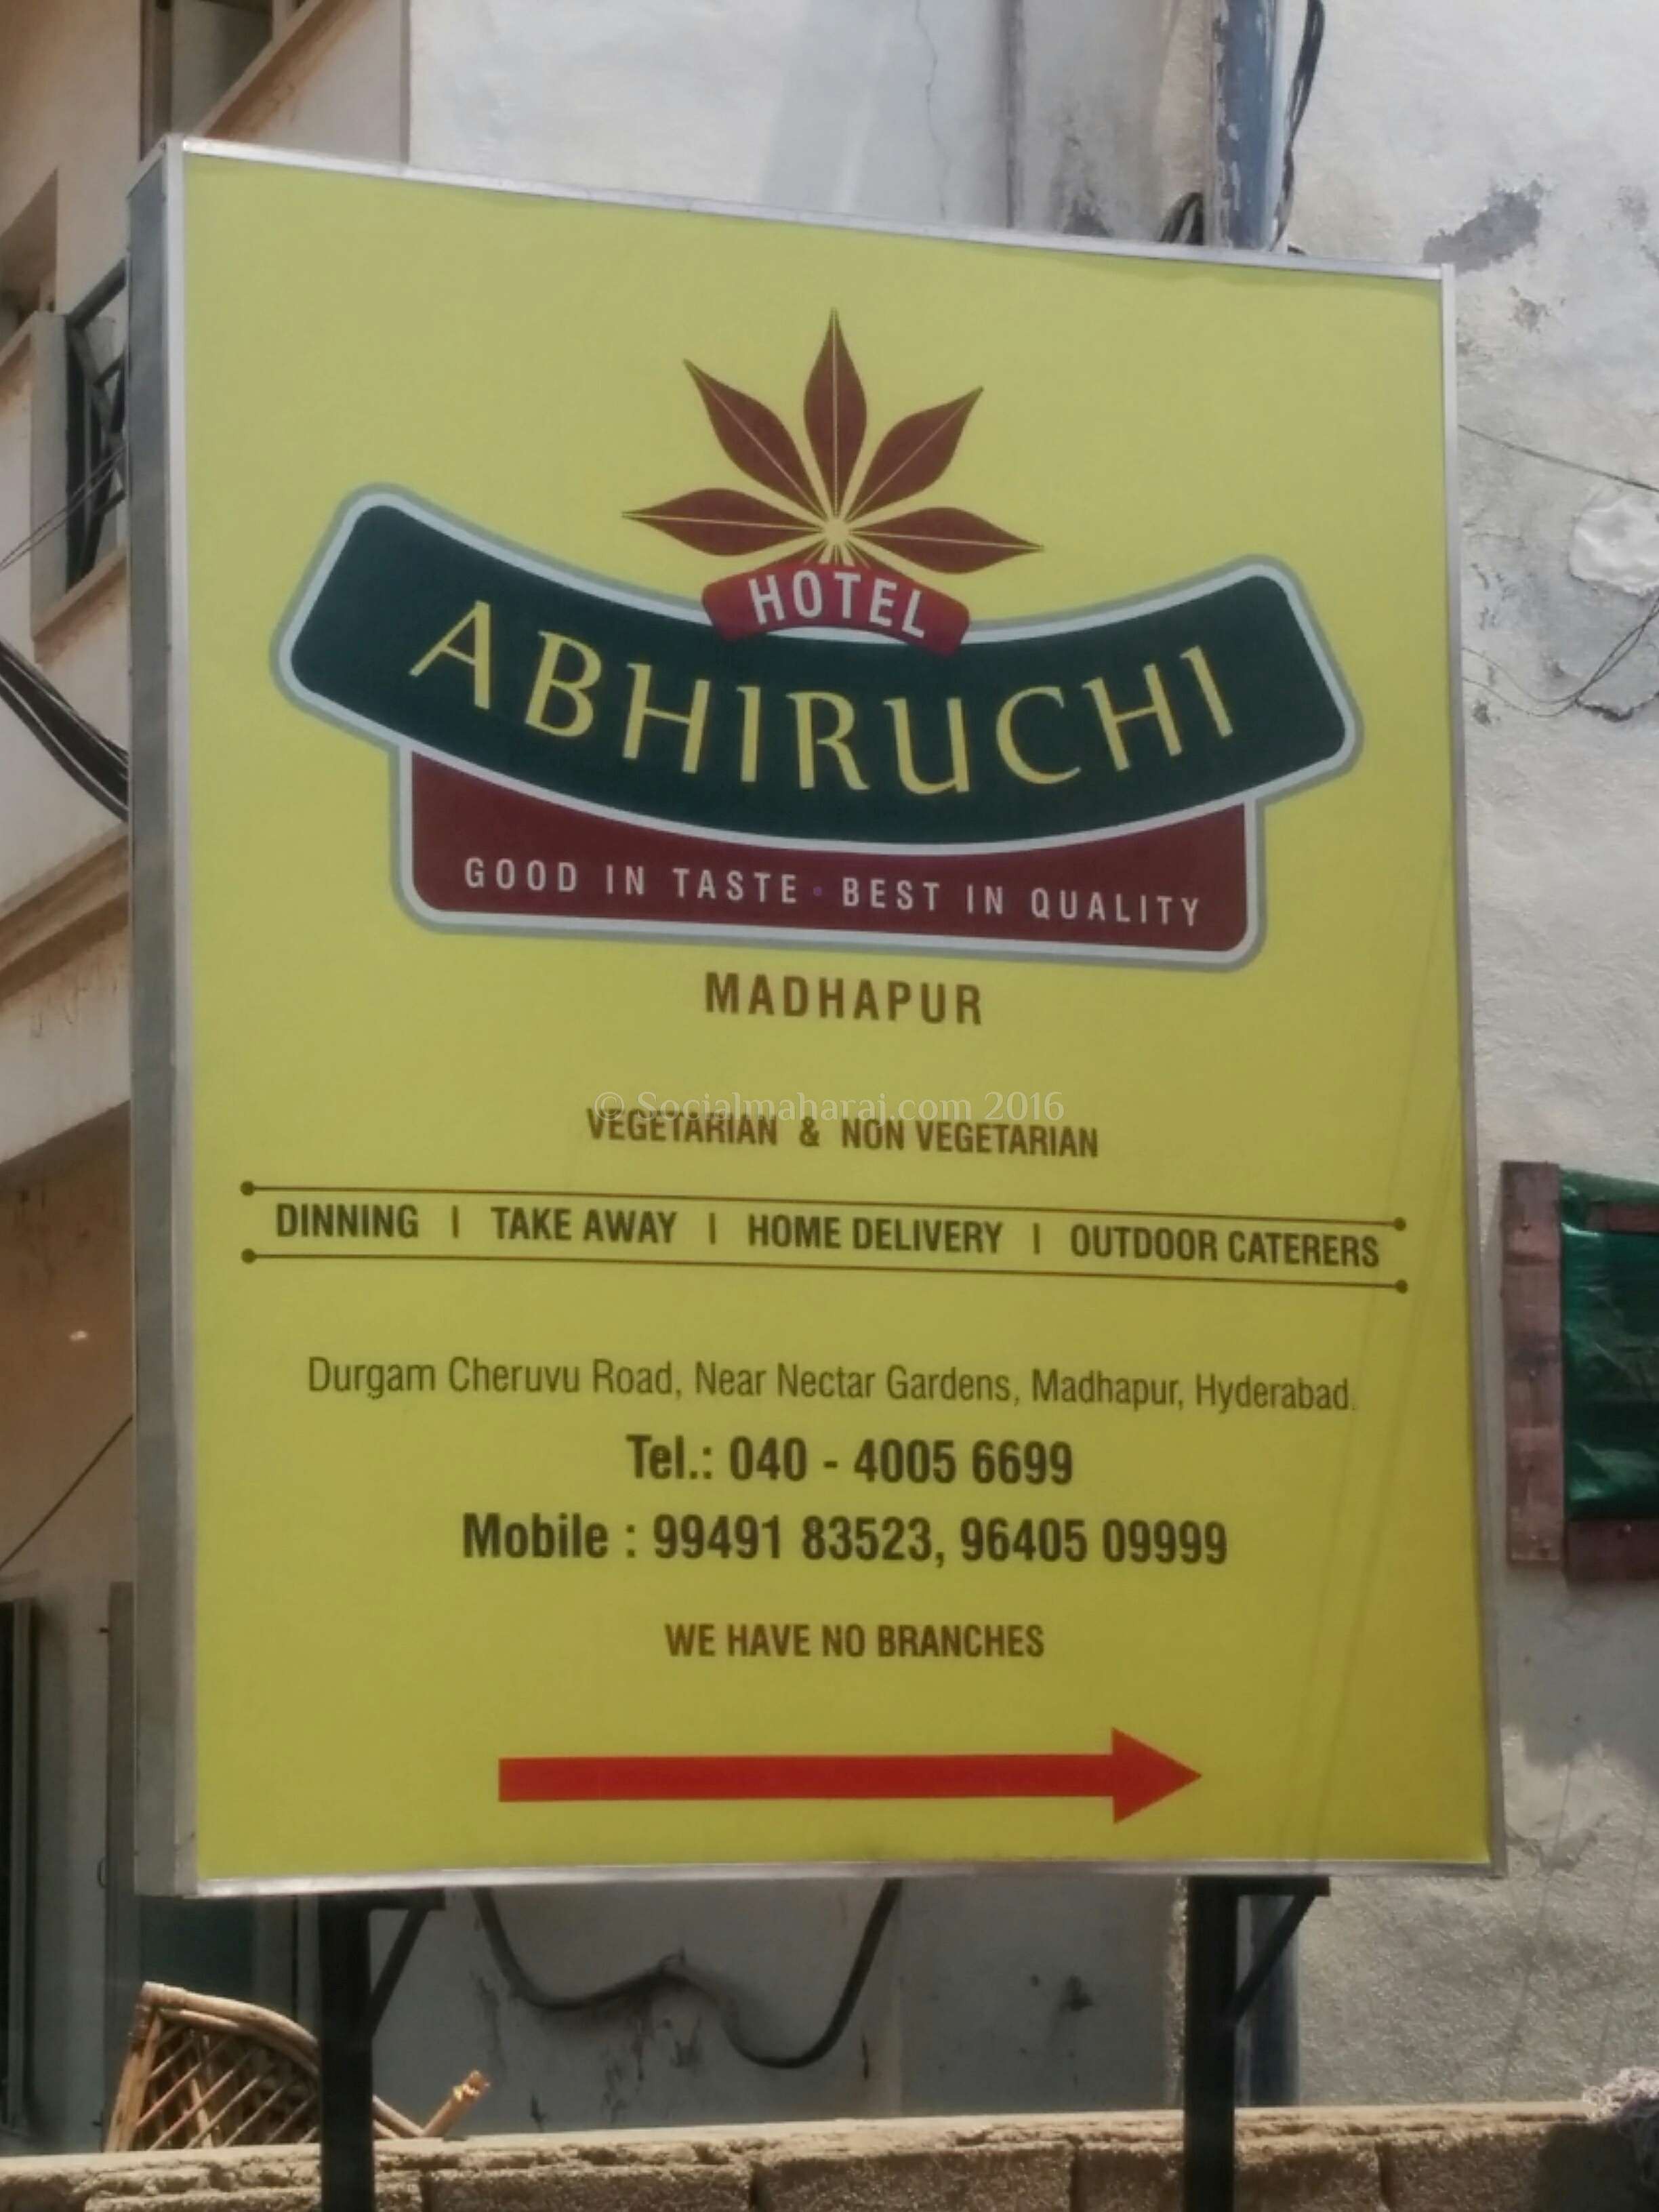 HOTEL
ABHIRUCHI
GOOD IN TASTE · BEST IN QUALITY
MADHAPUR
© Socialmaharaj.com 2016
VEGETARIAN & NON VEGETARIAN
DINNING | TAKE AWAY | HOME DELIVERY | OUTDOOR CATERERS
Durgam Cheruvu Road, Near Nectar Gardens, Madhapur, Hyderabad.
Tel.: 040 - 4005 6699
Mobile : 99491 83523, 96405 09999
WE HAVE NO BRANCHES